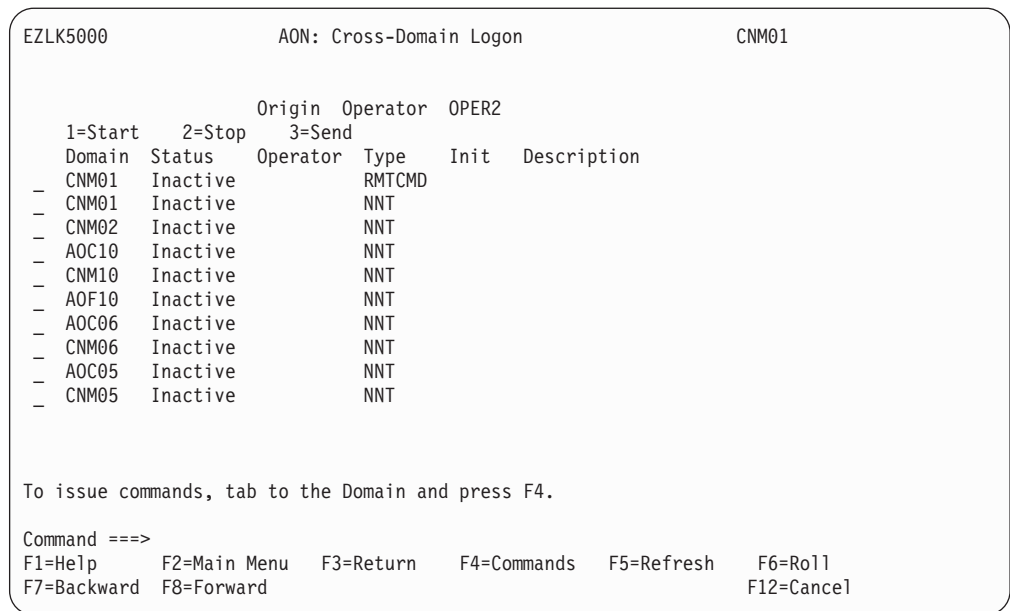 EZLK5000 AON: Cross-Domain Logon CNM01
Origin Operator OPER2
1=Start 2=Stop 3=Send
Domain Status Operator Type Init Description
_ CNM01 Inactive RMTCMD
_ CNM01 Inactive NNT
_ CNM02 Inactive NNT
_ AOC10 Inactive NNT
_ CNM10 Inactive NNT
_ AOF10 Inactive NNT
_ AOC06 Inactive NNT
_ CNM06 Inactive NNT
_ AOC05 Inactive NNT
_ CNM05 Inactive NNT
To issue commands, tab to the Domain and press F4.
Command ===>
F1=Help F2=Main Menu F3=Return F4=Commands F5=Refresh F6=Roll
F7=Backward F8=Forward F12=Cancel